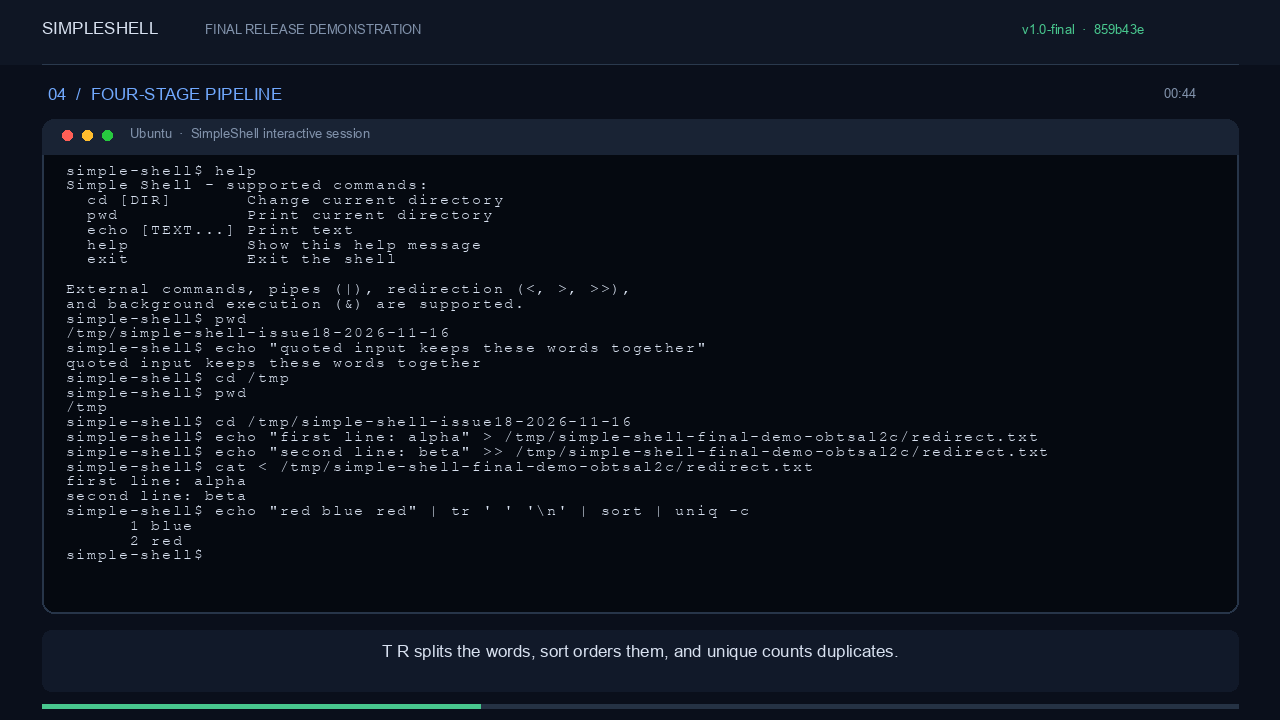 SIMPLESHELL FINAL RELEASE DEMONSTRATION v1.0-final · 859b43e
04 / FOUR-STAGE PIPELINE 00:44
Ubuntu · SimpleShell interactive session
simple-shell$ help
Simple Shell - supported commands:
  cd [DIR]       Change current directory
  pwd            Print current directory
  echo [TEXT...] Print text
  help           Show this help message
  exit           Exit the shell

External commands, pipes (|), redirection (<, >, >>),
and background execution (&) are supported.
simple-shell$ pwd
/tmp/simple-shell-issue18-2026-11-16
simple-shell$ echo "quoted input keeps these words together"
quoted input keeps these words together
simple-shell$ cd /tmp
simple-shell$ pwd
/tmp
simple-shell$ cd /tmp/simple-shell-issue18-2026-11-16
simple-shell$ echo "first line: alpha" > /tmp/simple-shell-final-demo-obtsal2c/redirect.txt
simple-shell$ echo "second line: beta" >> /tmp/simple-shell-final-demo-obtsal2c/redirect.txt
simple-shell$ cat < /tmp/simple-shell-final-demo-obtsal2c/redirect.txt
first line: alpha
second line: beta
simple-shell$ echo "red blue red" | tr ' ' '\n' | sort | uniq -c
      1 blue
      2 red
simple-shell$
T R splits the words, sort orders them, and unique counts duplicates.